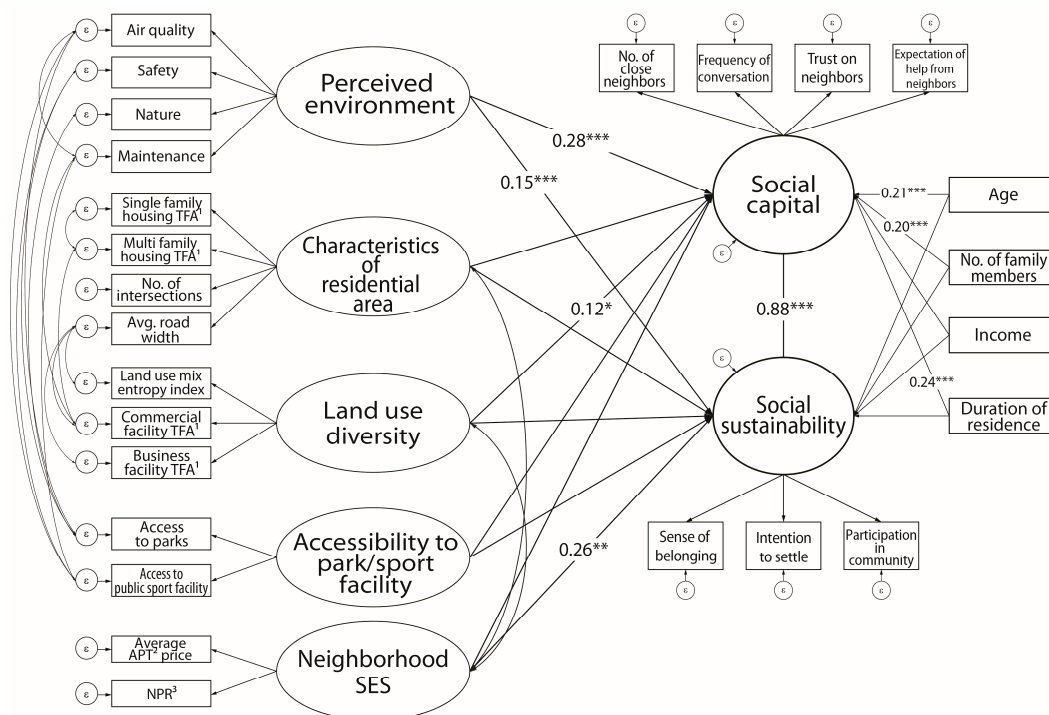 ε
Air quality
ε
Safety
ε
Nature
ε
Maintenance
ε
Single family
housing TFA¹
ε
Multi family
housing TFA¹
ε
No. of
intersections
ε
Avg. road
width
ε
Land use mix
entropy index
ε
Commercial
facility TFA¹
ε
Business
facility TFA¹
ε
Access
to parks
ε
Access to
public sport facility
ε
Average
APT² price
ε
NPR³
Perceived
environment
Characteristics
of
residential
area
Land use
diversity
Accessibility to
park/sport
facility
Neighborhood
SES
0.28***
0.15***
0.12*
0.26**
ε
ε
ε
ε
No. of
close
neighbors
Frequency of
conversation
Trust on
neighbors
Expectation of
help from
neighbors
Social
capital
ε
0.88***
ε
Social
sustainability
Sense of
belonging
Intention
to settle
Participation
in
community
ε
ε
ε
0.21***
0.20***
0.24***
Age
No. of family
members
Income
Duration of
residence